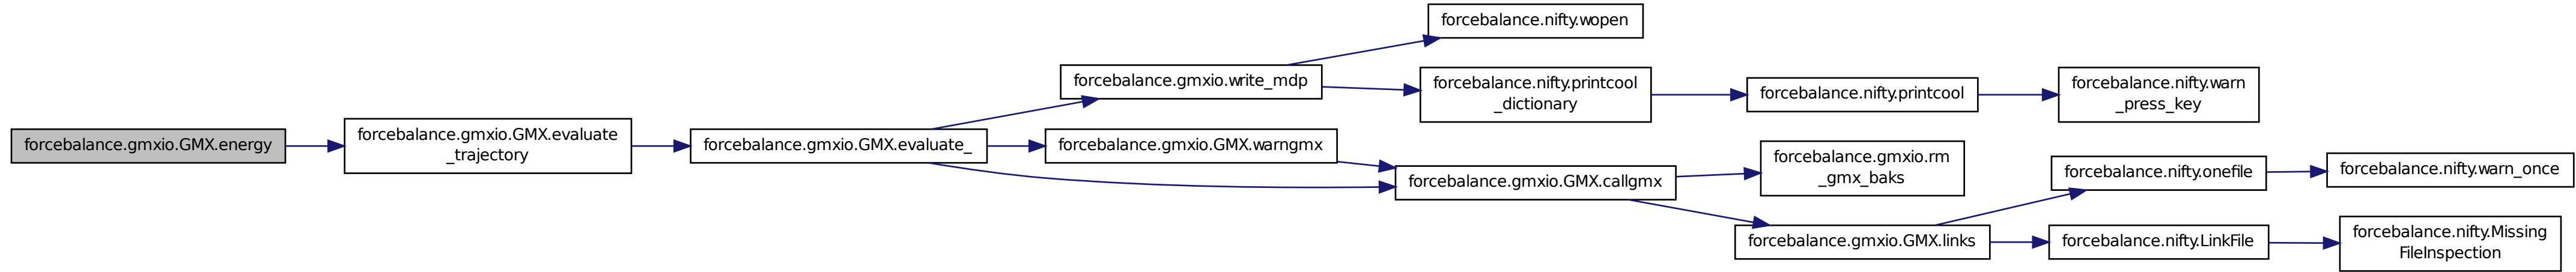 forcebalance.gmxio.GMX.energy
forcebalance.gmxio.GMX.evaluate
_trajectory
forcebalance.gmxio.GMX.evaluate_
forcebalance.gmxio.write_mdp
forcebalance.nifty.wopen
forcebalance.nifty.printcool
_dictionary
forcebalance.nifty.printcool
forcebalance.nifty.warn
_press_key
forcebalance.gmxio.GMX.warngmx
forcebalance.gmxio.GMX.callgmx
forcebalance.gmxio.rm
_gmx_baks
forcebalance.gmxio.GMX.links
forcebalance.nifty.onefile
forcebalance.nifty.warn_once
forcebalance.nifty.LinkFile
forcebalance.nifty.Missing
FileInspection